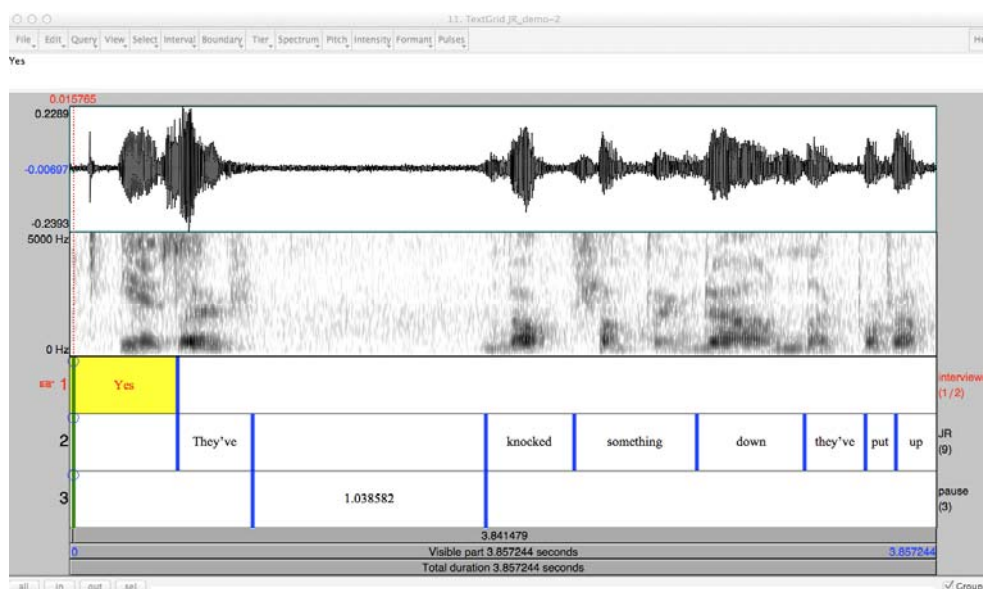 11. TextGrid JR_demo-2
File Edit Query View Select Interval Boundary Tier Spectrum Pitch Intensity Formant Pulses He
Yes
0.015765
0.2289
-0.00697
-0.2393
5000 Hz
0 Hz
1 Yes interviewe
(1/2)
2 They've knocked something down they've put up JR
(9)
3 1.038582 pause
(3)
3.841479
0 Visible part 3.857244 seconds 3.857244
Total duration 3.857244 seconds
all in out sel Group